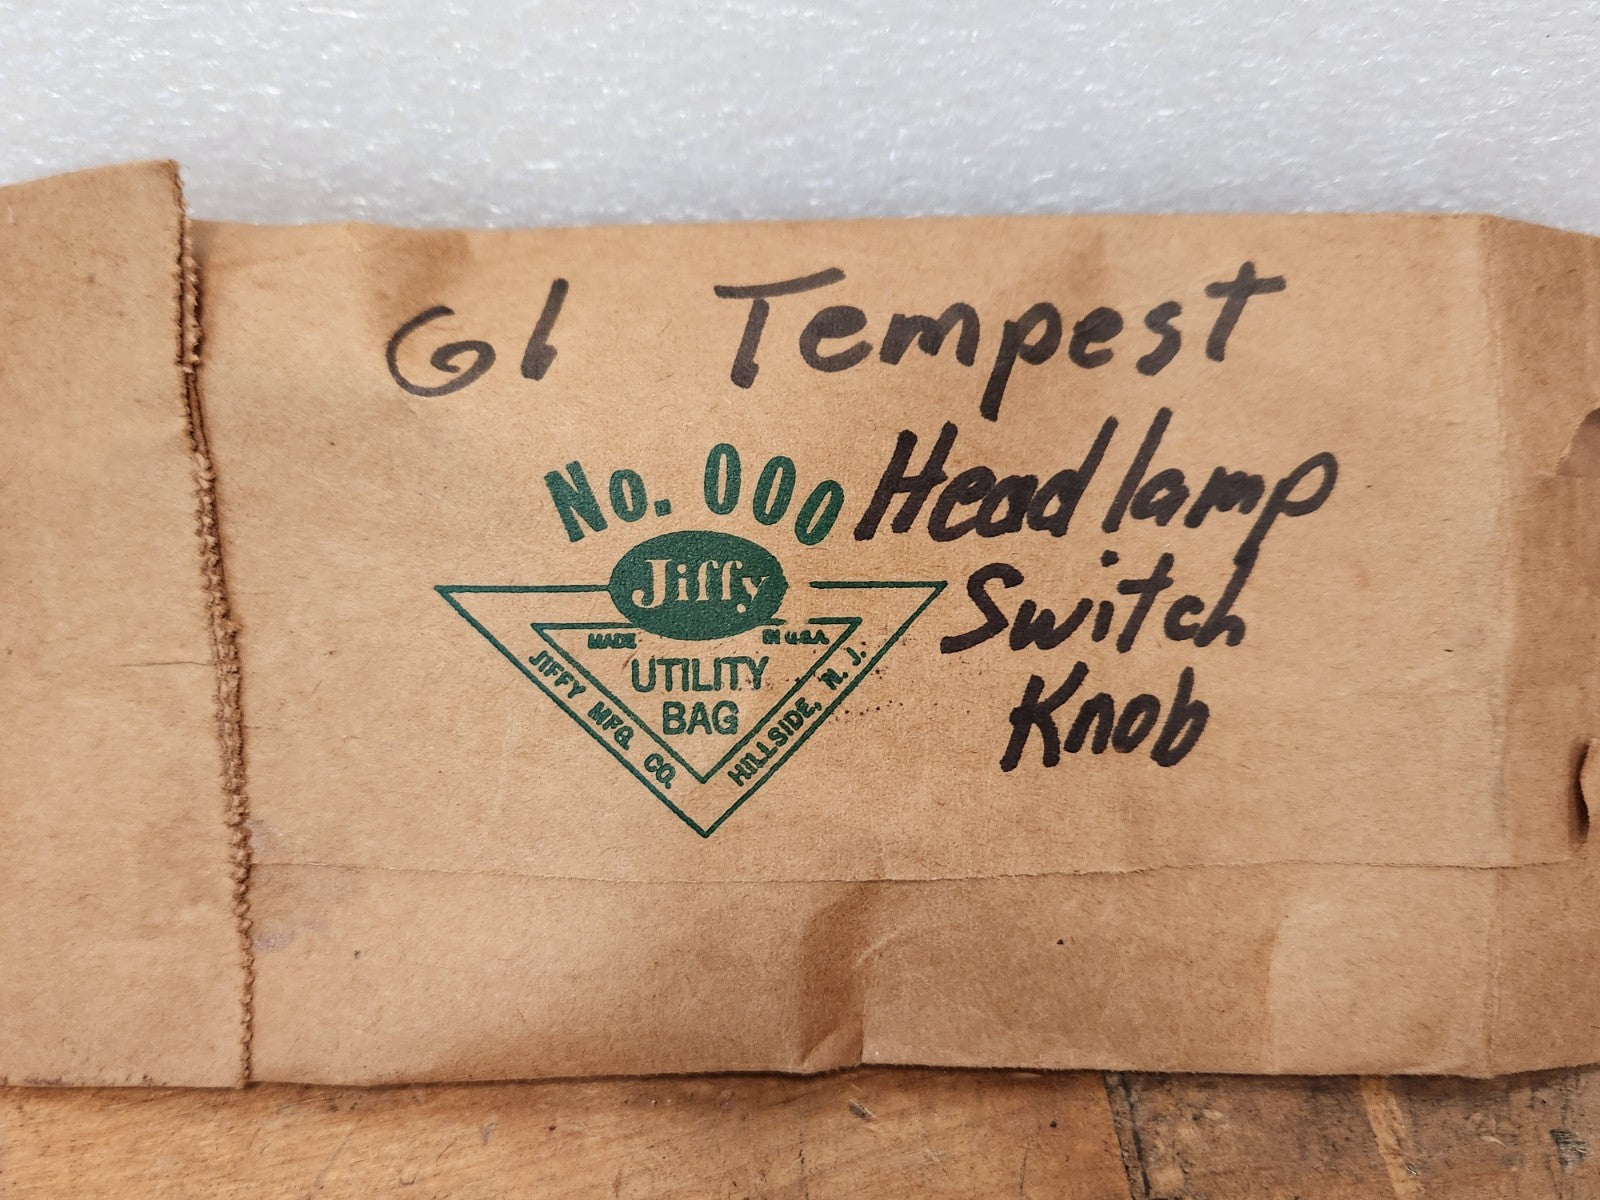 61 Tempest
Headlamp
Switch
Knob
No. 000
Jiffy
MADE IN U.S.A.
UTILITY
BAG
JIFFY MFG. CO. HILLSIDE, N. J.